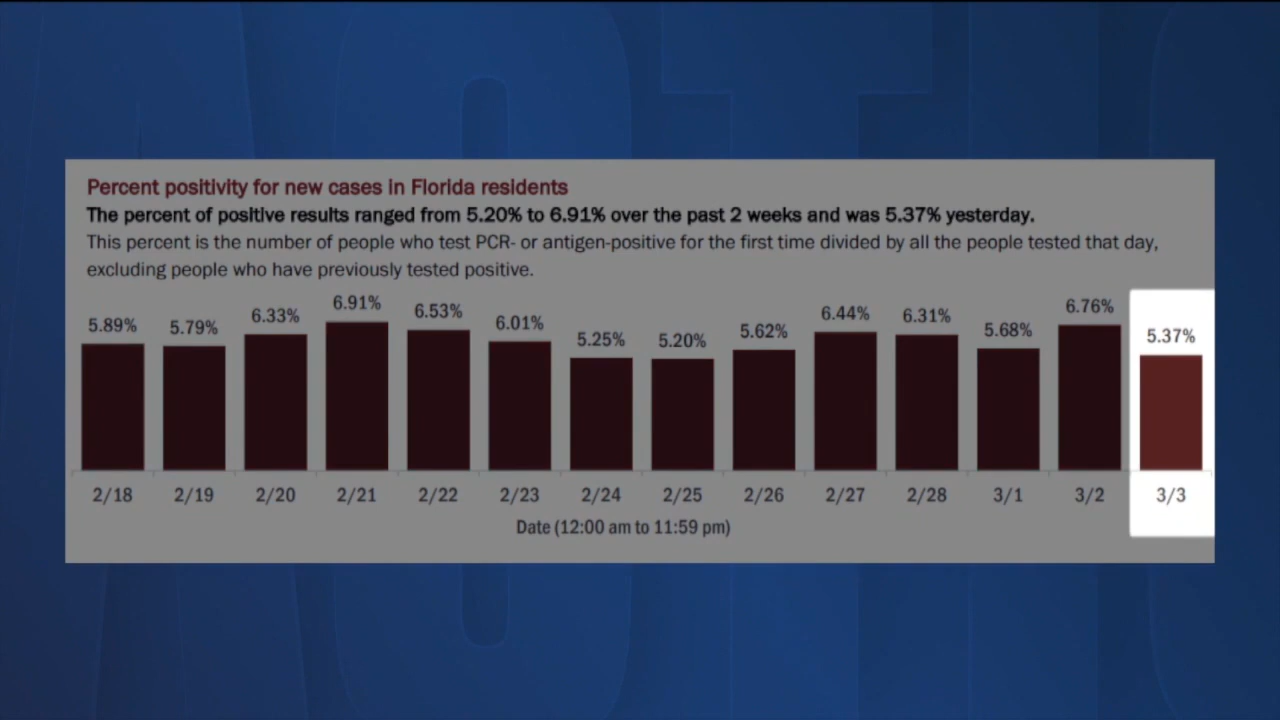 Percent positivity for new cases in Florida residents
The percent of positive results ranged from 5.20% to 6.91% over the past 2 weeks and was 5.37% yesterday.
This percent is the number of people who test PCR- or antigen-positive for the first time divided by all the people tested that day,
excluding people who have previously tested positive.
5.89% 5.79% 6.33% 6.91% 6.53% 6.01% 5.25% 5.20% 5.62% 6.44% 6.31% 5.68% 6.76% 5.37%
2/18 2/19 2/20 2/21 2/22 2/23 2/24 2/25 2/26 2/27 2/28 3/1 3/2 3/3
Date (12:00 am to 11:59 pm)